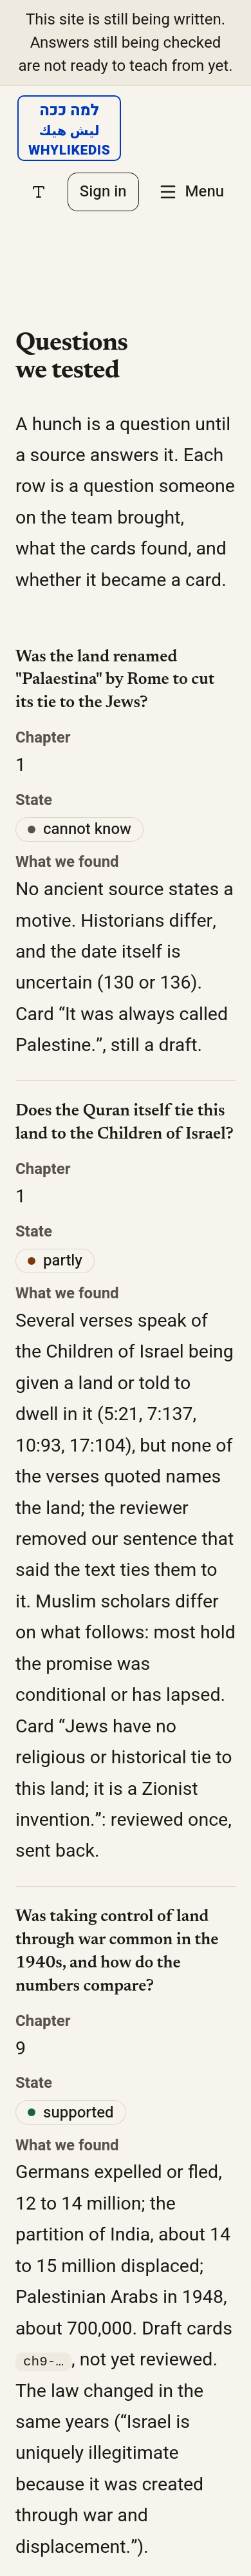 This site is still being written.
Answers still being checked
are not ready to teach from yet.
למה ככה
ليش هيك
WHYLIKEDIS
Sign in
Menu
Questions
we tested
A hunch is a question until
a source answers it. Each
row is a question someone
on the team brought,
what the cards found, and
whether it became a card.
Was the land renamed
"Palaestina" by Rome to cut
its tie to the Jews?
Chapter
1
State
cannot know
What we found
No ancient source states a
motive. Historians differ,
and the date itself is
uncertain (130 or 136).
Card “It was always called
Palestine.”, still a draft.
Does the Quran itself tie this
land to the Children of Israel?
Chapter
1
State
partly
What we found
Several verses speak of
the Children of Israel being
given a land or told to
dwell in it (5:21, 7:137,
10:93, 17:104), but none of
the verses quoted names
the land; the reviewer
removed our sentence that
said the text ties them to
it. Muslim scholars differ
on what follows: most hold
the promise was
conditional or has lapsed.
Card “Jews have no
religious or historical tie to
this land; it is a Zionist
invention.”: reviewed once,
sent back.
Was taking control of land
through war common in the
1940s, and how do the
numbers compare?
Chapter
9
State
supported
What we found
Germans expelled or fled,
12 to 14 million; the
partition of India, about 14
to 15 million displaced;
Palestinian Arabs in 1948,
about 700,000. Draft cards
ch9-…, not yet reviewed.
The law changed in the
same years (“Israel is
uniquely illegitimate
because it was created
through war and
displacement.”).